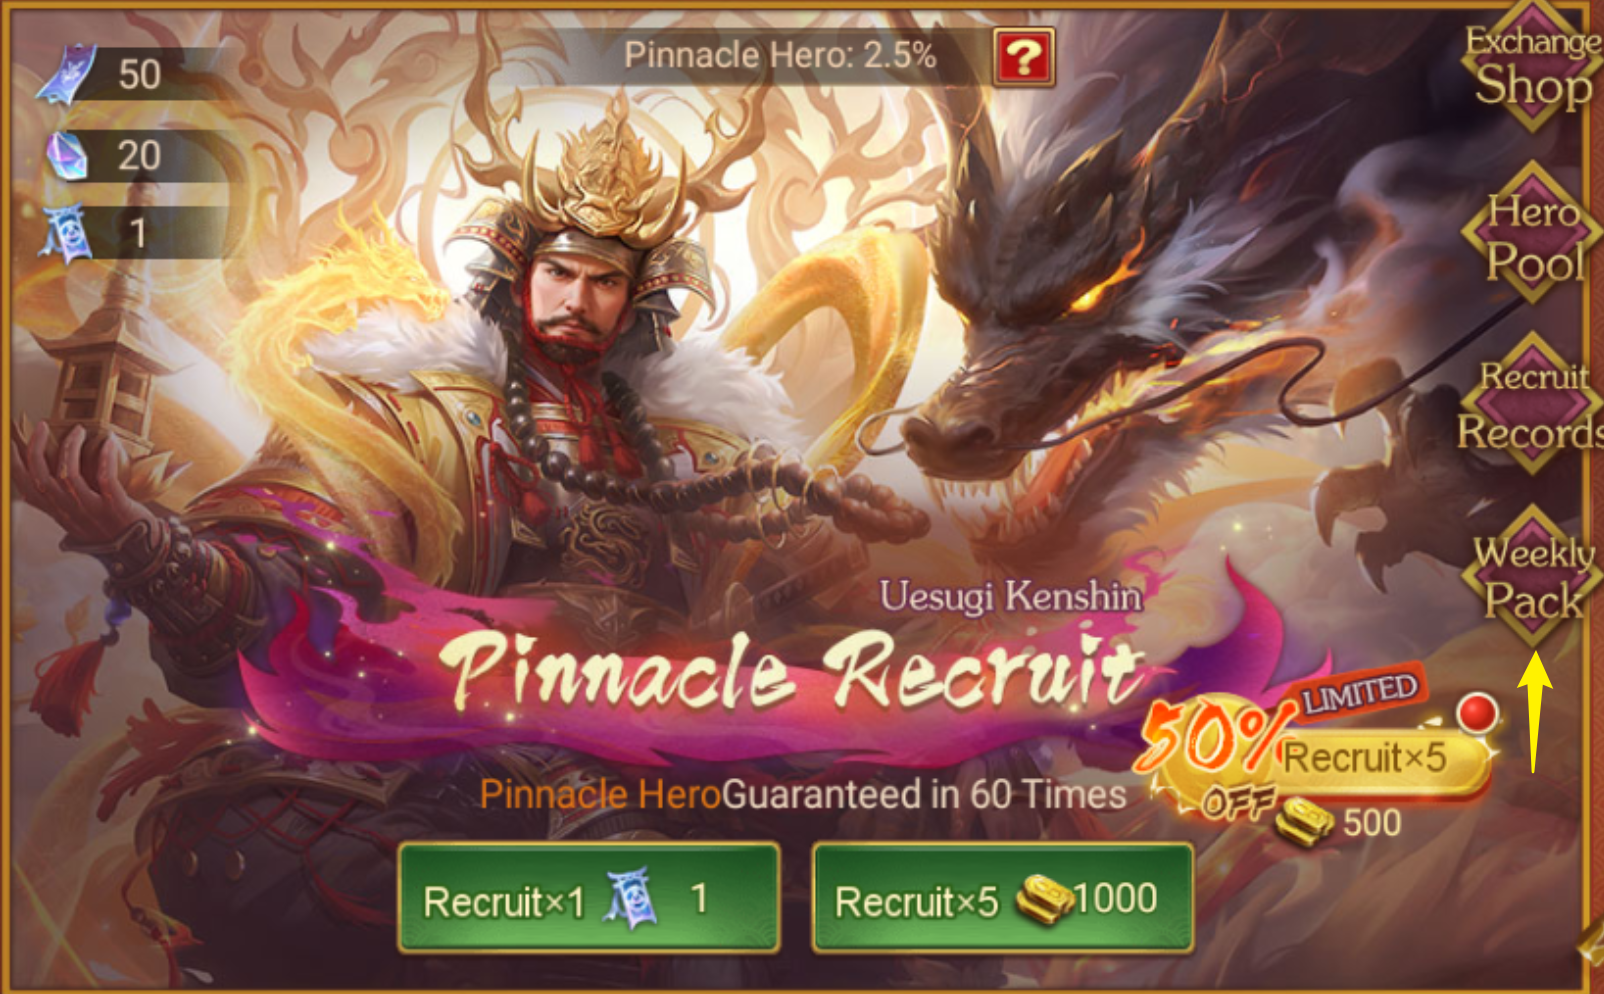 50
20
1
Pinnacle Hero: 2.5%
?
Exchange
Shop
Hero
Pool
Recruit
Records
Weekly
Pack
Uesugi Kenshin
Pinnacle Recruit
LIMITED
50%
OFF
Recruit×5
500
Pinnacle HeroGuaranteed in 60 Times
Recruit×1 1
Recruit×5 1000